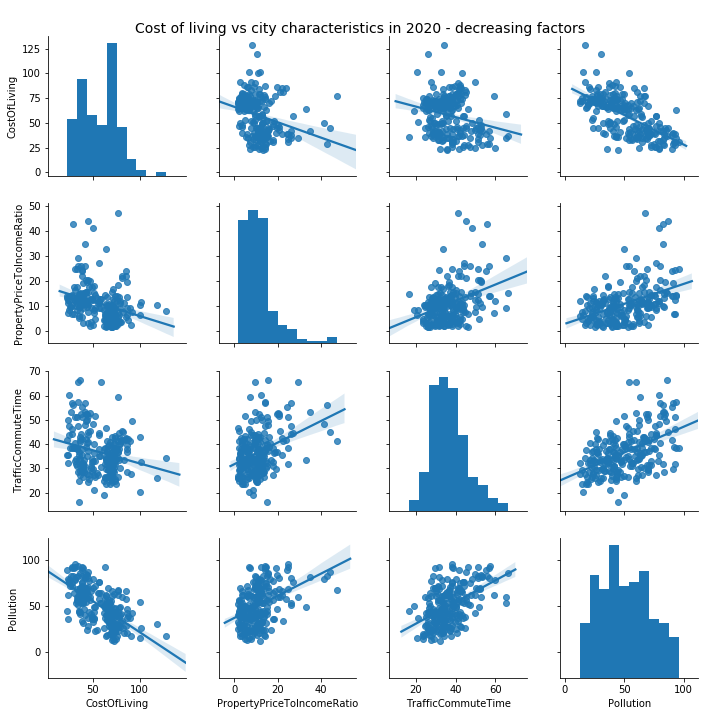 Cost of living vs city characteristics in 2020 - decreasing factors
CostOfLiving
125
100
75
50
25
0
PropertyPriceToIncomeRatio
50
40
30
20
10
0
TrafficCommuteTime
70
60
50
40
30
20
Pollution
100
50
0
50 100
0 20 40
20 40 60
0 50 100
CostOfLiving
PropertyPriceToIncomeRatio
TrafficCommuteTime
Pollution